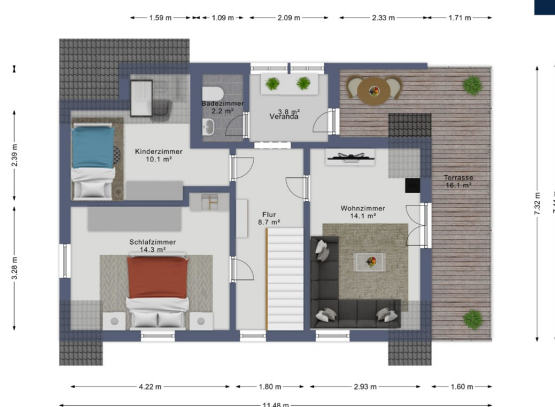 1.59 m
1.09 m
2.09 m
2.33 m
1.71 m
Badezimmer
2.2 m²
3.8 m²
Veranda
2.39 m
Kinderzimmer
10.1 m²
Terrasse
16.1 m²
Wohnzimmer
14.1 m²
Flur
8.7 m²
7.32 m
Schlafzimmer
14.3 m²
3.28 m
4.22 m
1.80 m
2.93 m
1.60 m
11.48 m